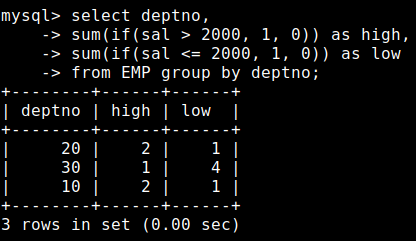 mysql> select deptno,
    -> sum(if(sal > 2000, 1, 0)) as high,
    -> sum(if(sal <= 2000, 1, 0)) as low
    -> from EMP group by deptno;
+--------+------+------+
| deptno | high | low  |
+--------+------+------+
|     20 |    2 |    1 |
|     30 |    1 |    4 |
|     10 |    2 |    1 |
+--------+------+------+
3 rows in set (0.00 sec)